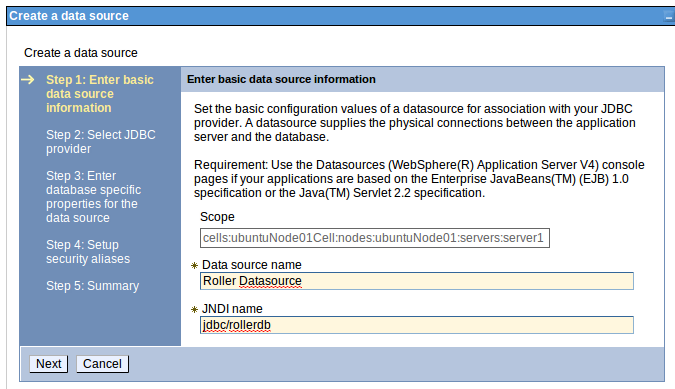 Create a data source
Create a data source
Step 1: Enter basic
data source
information
Step 2: Select JDBC
provider
Step 3: Enter
database specific
properties for the
data source
Step 4: Setup
security aliases
Step 5: Summary
Enter basic data source information
Set the basic configuration values of a datasource for association with your JDBC
provider. A datasource supplies the physical connections between the application
server and the database.
Requirement: Use the Datasources (WebSphere(R) Application Server V4) console
pages if your applications are based on the Enterprise JavaBeans(TM) (EJB) 1.0
specification or the Java(TM) Servlet 2.2 specification.
Scope
cells:ubuntuNode01Cell:nodes:ubuntuNode01:servers:server1
* Data source name
Roller Datasource
* JNDI name
jdbc/rollerdb
Next Cancel